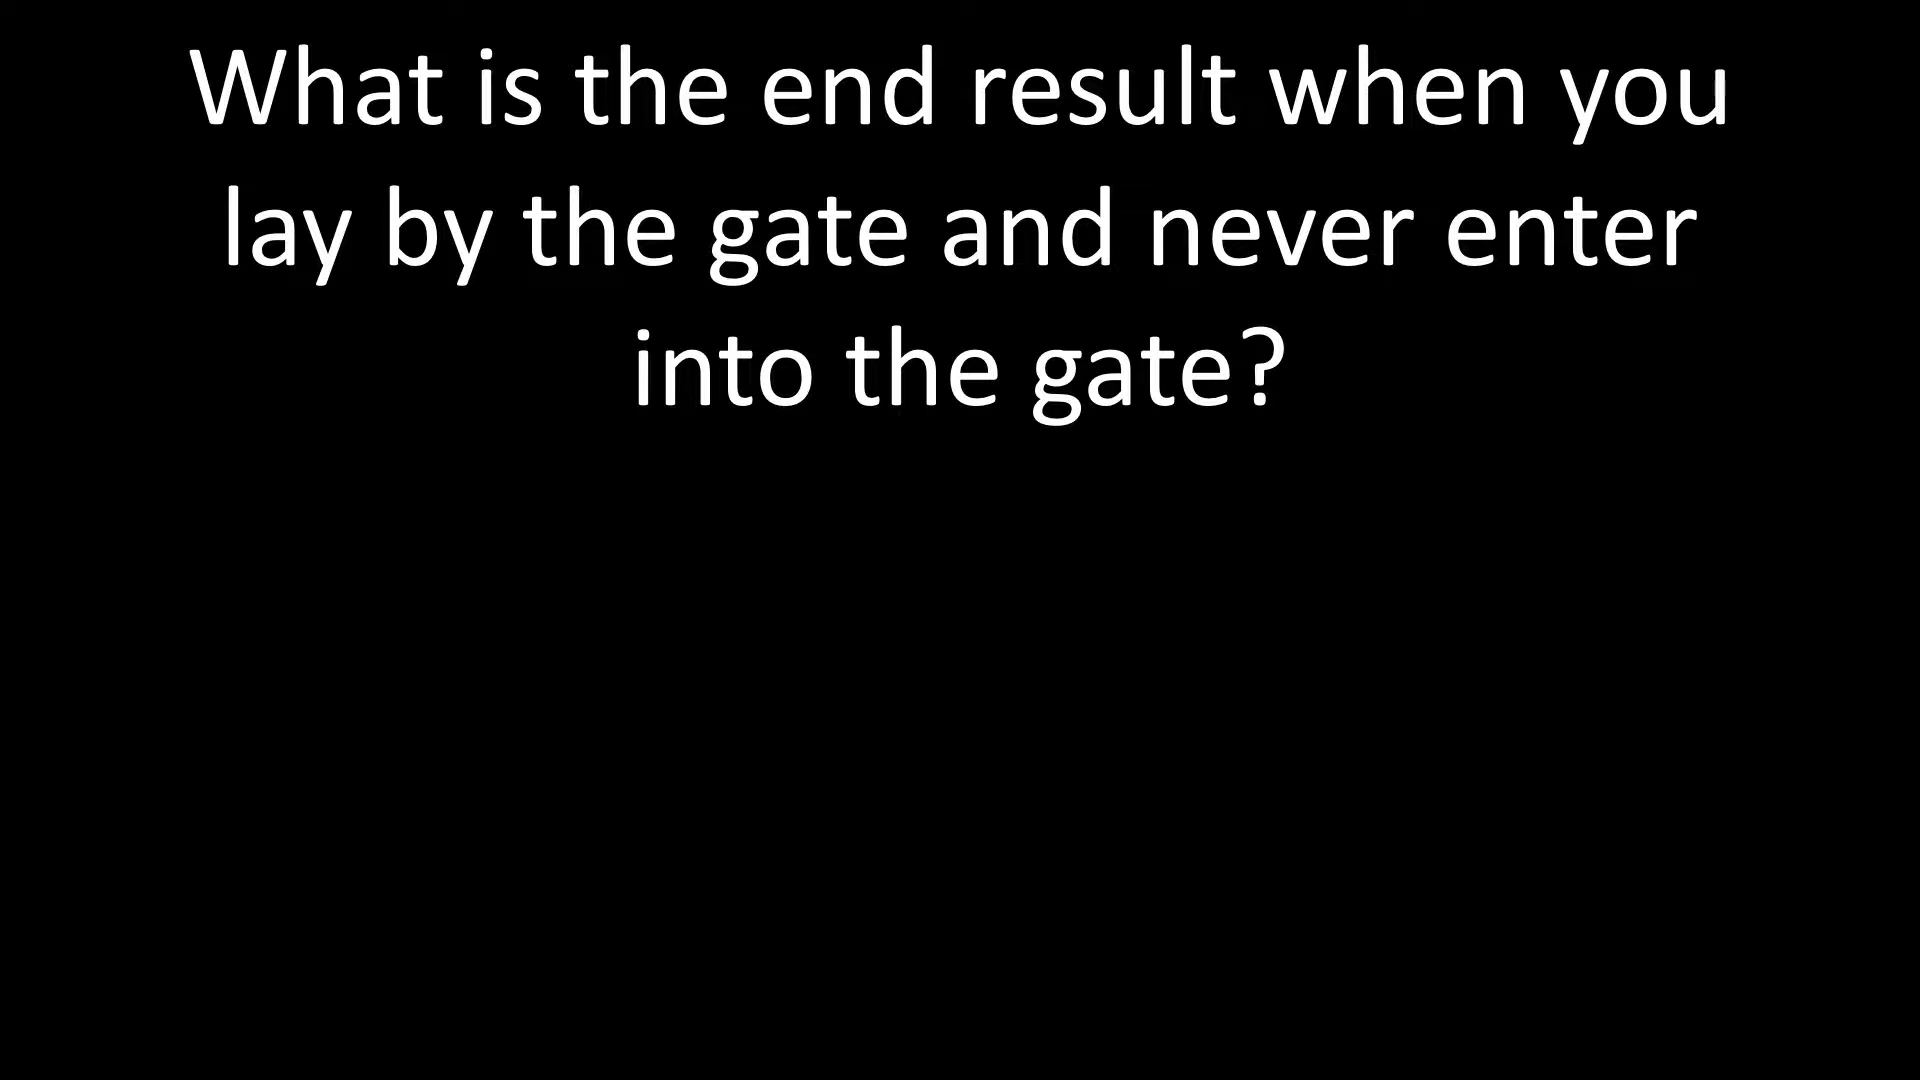 What is the end result when you
lay by the gate and never enter
into the gate?